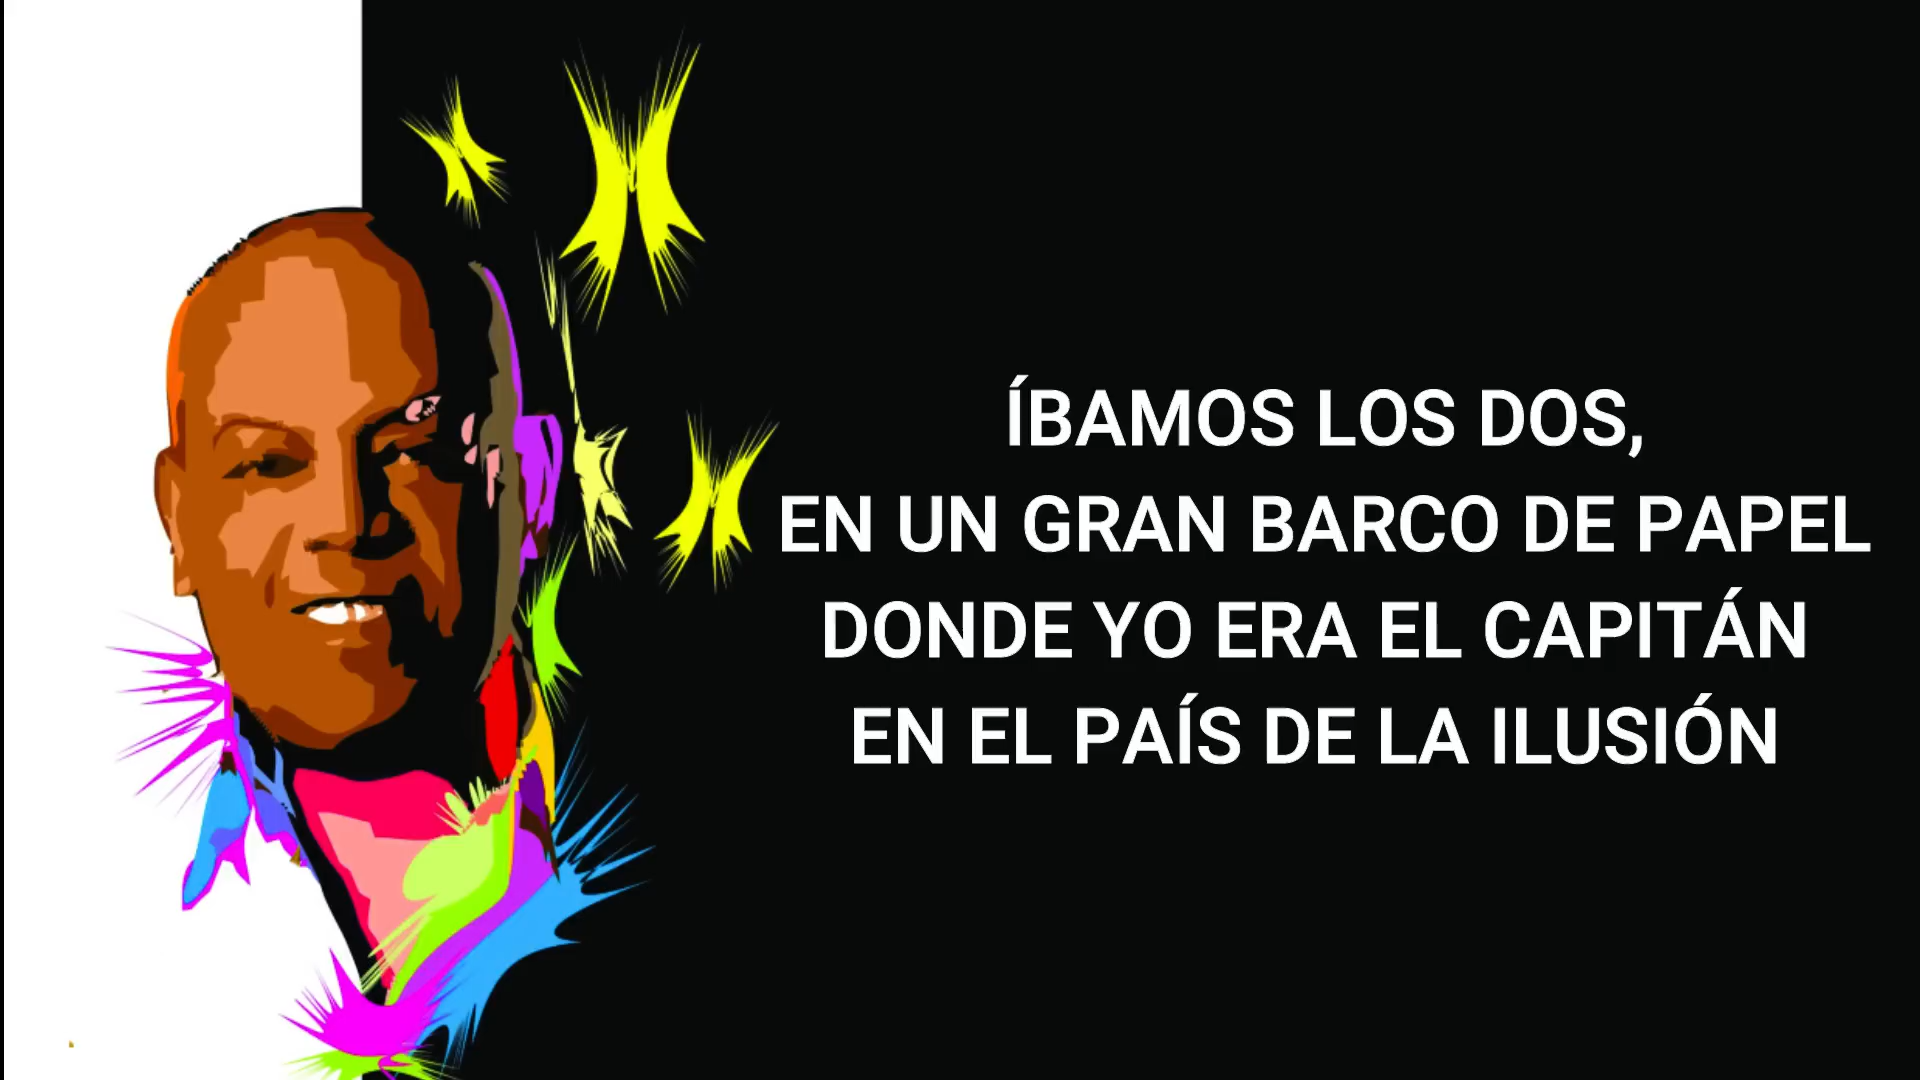 ÍBAMOS LOS DOS,
EN UN GRAN BARCO DE PAPEL
DONDE YO ERA EL CAPITÁN
EN EL PAÍS DE LA ILUSIÓN